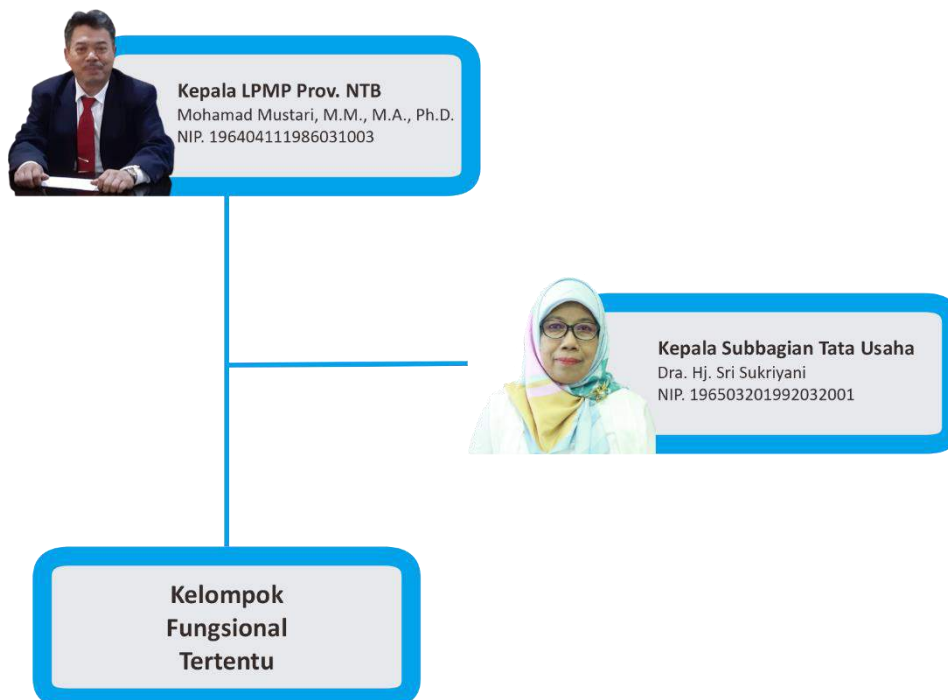 Kepala LPMP Prov. NTB
Mohamad Mustari, M.M., M.A., Ph.D.
NIP. 196404111986031003
Kepala Subbagian Tata Usaha
Dra. Hj. Sri Sukriyani
NIP. 196503201992032001
Kelompok
Fungsional
Tertentu